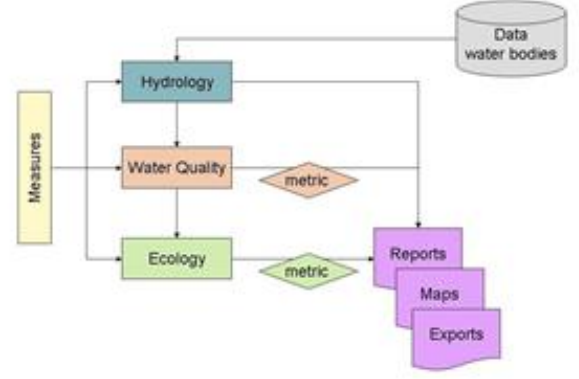 Data
water bodies
Hydrology
Measures
Water Quality
metric
Ecology
metric
Reports
Maps
Exports